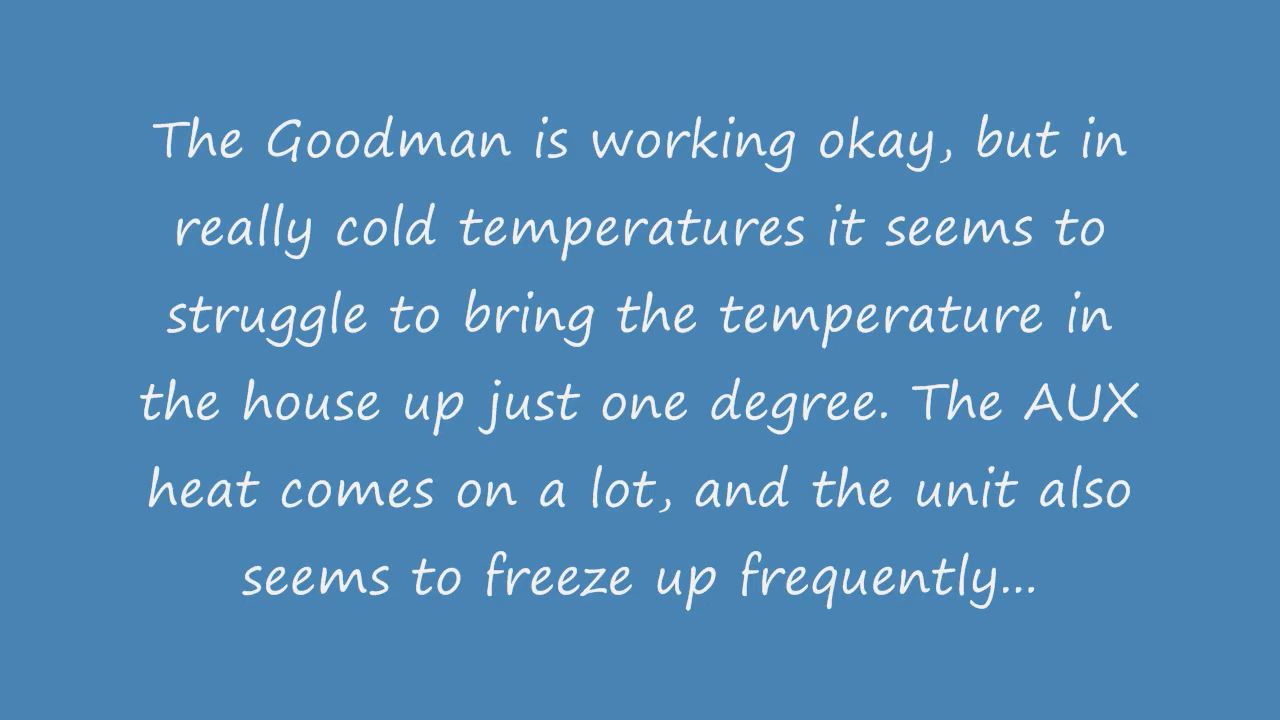 The Goodman is working okay, but in
really cold temperatures it seems to
struggle to bring the temperature in
the house up just one degree. The AUX
heat comes on a lot, and the unit also
seems to freeze up frequently...